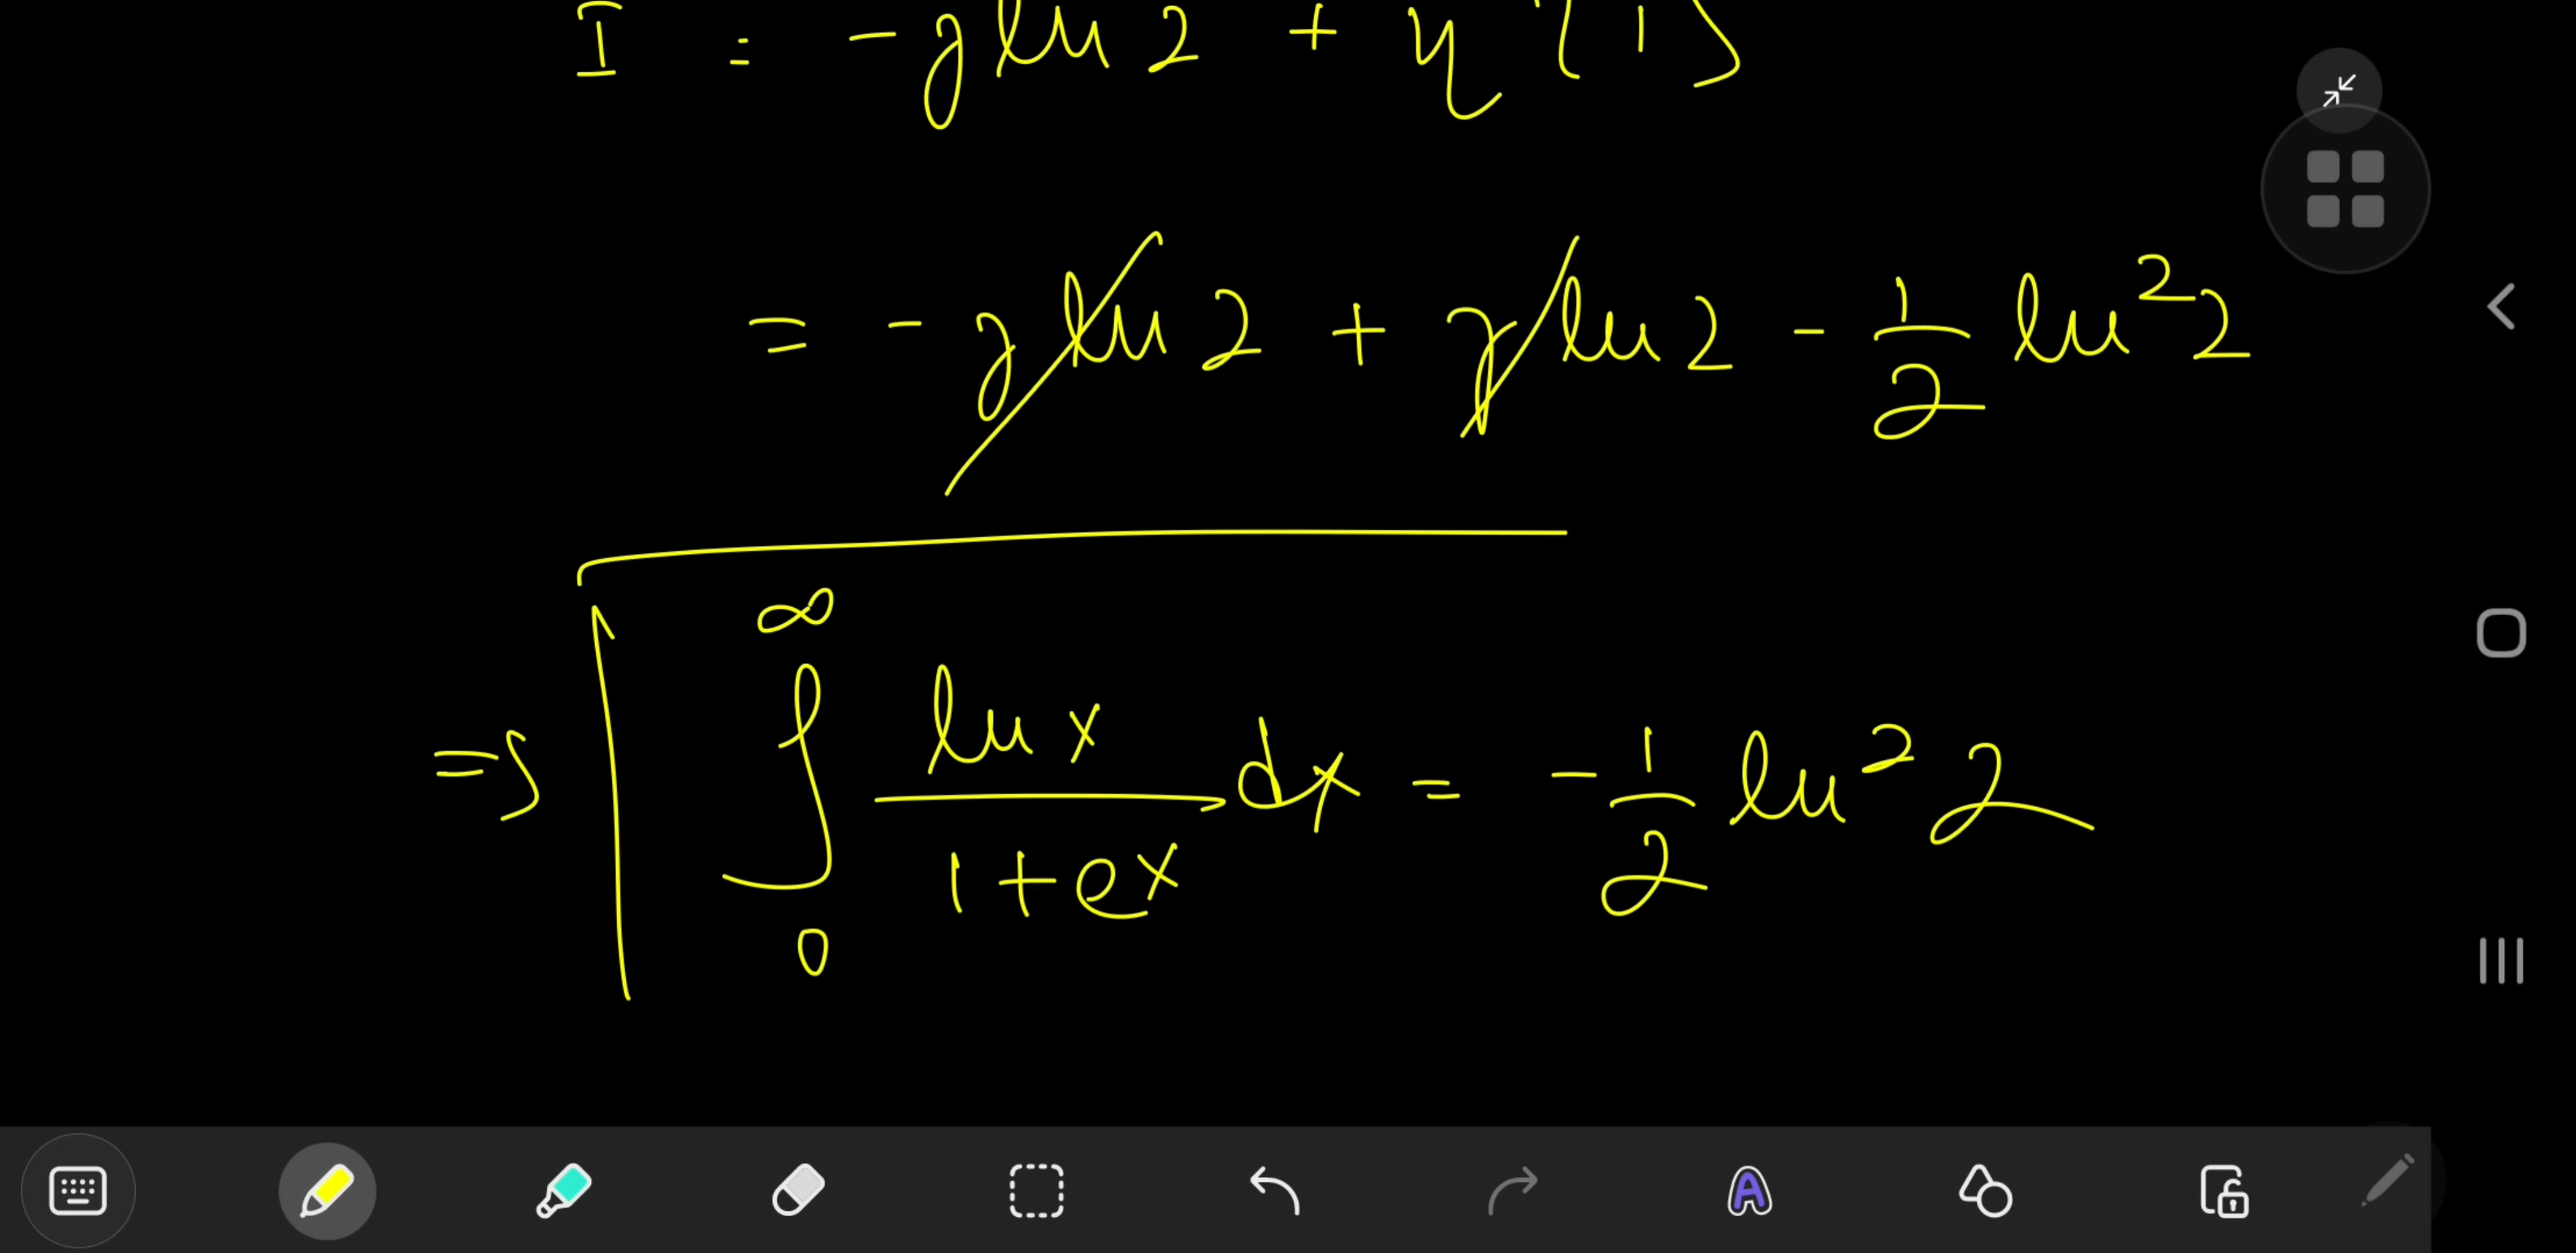 I = -γ ln 2 + η'(1)
= -γ ln 2 + γ ln 2 - 1/2 ln² 2
=> ∫₀^∞ ln x / (1+e^x) dx = -1/2 ln² 2
A